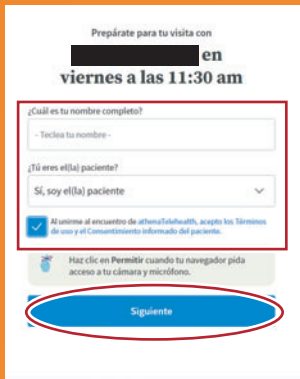 Prepárate para tu visita con
en
viernes a las 11:30 am
¿Cuál es tu nombre completo?
- Teclea tu nombre -
¿Tú eres el(la) paciente?
Sí, soy el(la) paciente
Al unirme al encuentro de athenaTelehealth, acepto los Términos
de uso y el Comsentimiento informado del paciente.
Haz clic en Permitir cuando tu navegador pida
acceso a tu cámara y micrófono.
Siguiente